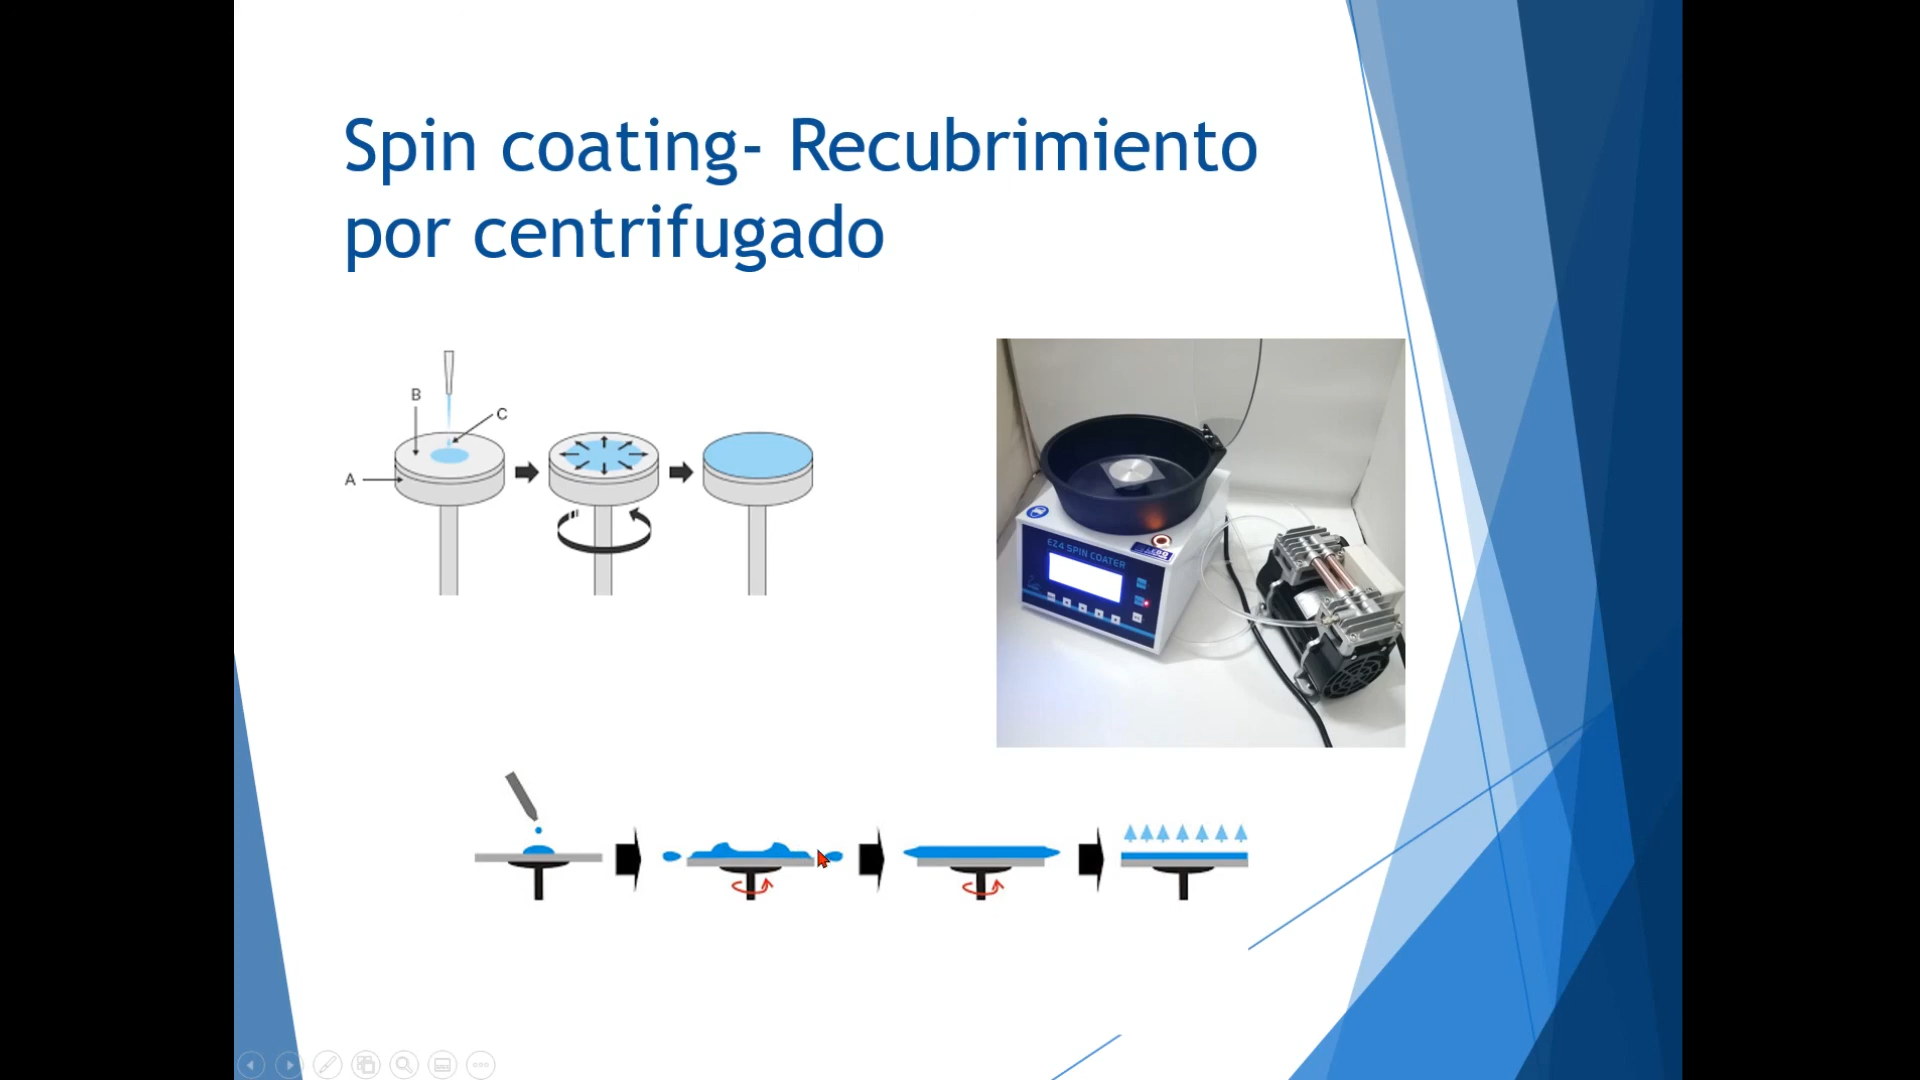 Spin coating- Recubrimiento
por centrifugado
B
C
A
EZ4 SPIN COATER